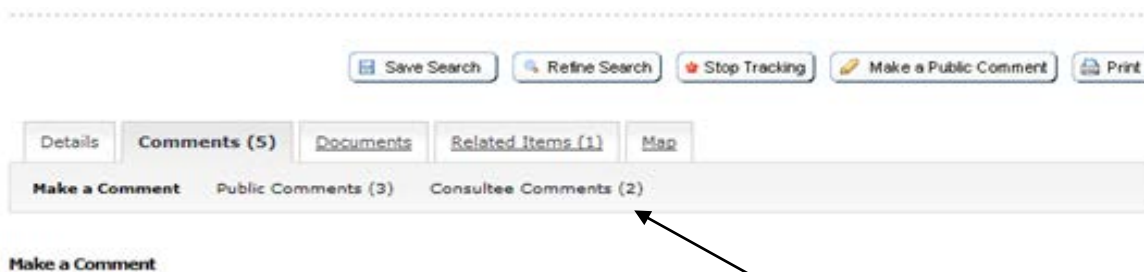 Save Search Refine Search Stop Tracking Make a Public Comment Print
Details Comments (5) Documents Related Items (1) Map
Make a Comment Public Comments (3) Consultee Comments (2)
Make a Comment